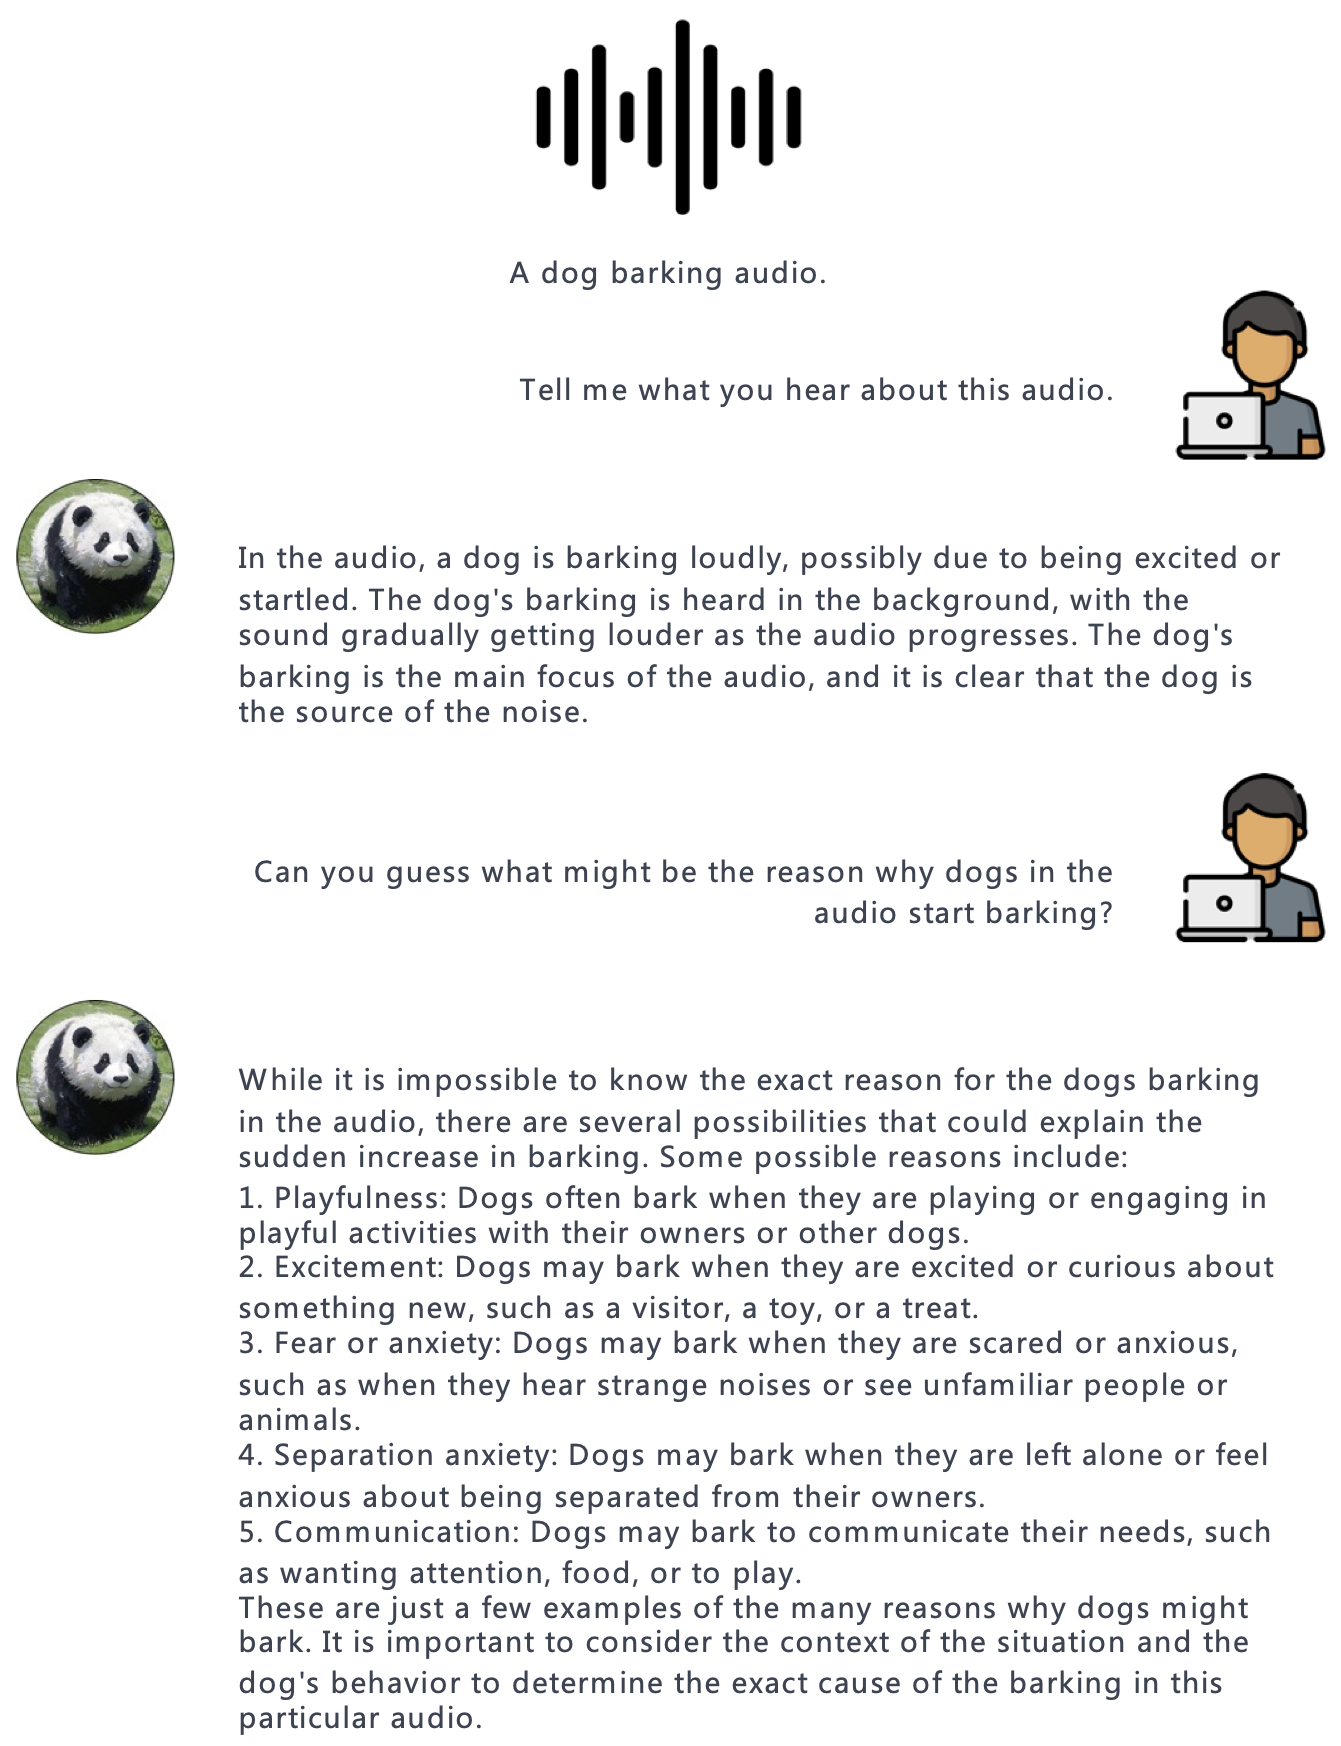 A dog barking audio.
Tell me what you hear about this audio.
In the audio, a dog is barking loudly, possibly due to being excited or
startled. The dog's barking is heard in the background, with the
sound gradually getting louder as the audio progresses. The dog's
barking is the main focus of the audio, and it is clear that the dog is
the source of the noise.
Can you guess what might be the reason why dogs in the
audio start barking?
While it is impossible to know the exact reason for the dogs barking
in the audio, there are several possibilities that could explain the
sudden increase in barking. Some possible reasons include:
1. Playfulness: Dogs often bark when they are playing or engaging in
playful activities with their owners or other dogs.
2. Excitement: Dogs may bark when they are excited or curious about
something new, such as a visitor, a toy, or a treat.
3. Fear or anxiety: Dogs may bark when they are scared or anxious,
such as when they hear strange noises or see unfamiliar people or
animals.
4. Separation anxiety: Dogs may bark when they are left alone or feel
anxious about being separated from their owners.
5. Communication: Dogs may bark to communicate their needs, such
as wanting attention, food, or to play.
These are just a few examples of the many reasons why dogs might
bark. It is important to consider the context of the situation and the
dog's behavior to determine the exact cause of the barking in this
particular audio.